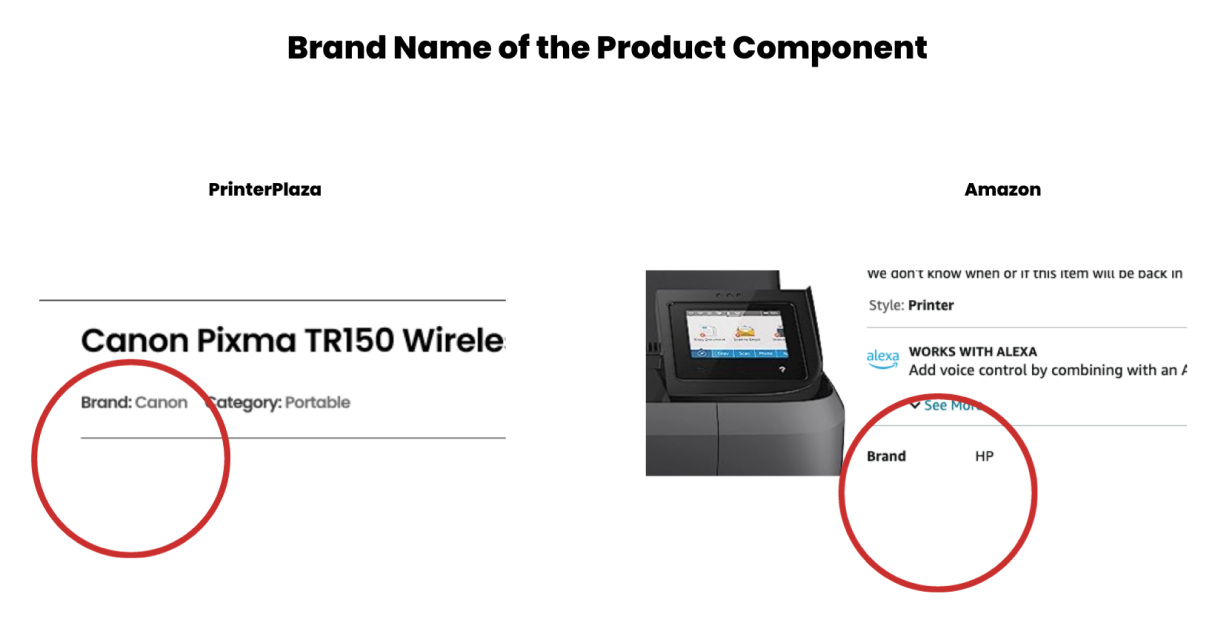 Brand Name of the Product Component
PrinterPlaza
Amazon
Canon Pixma TR150 Wireles
Brand: Canon Category: Portable
we don't know when or if this item will be back in
Style: Printer
alexa
WORKS WITH ALEXA
Add voice control by combining with an A
See More
Brand HP
?